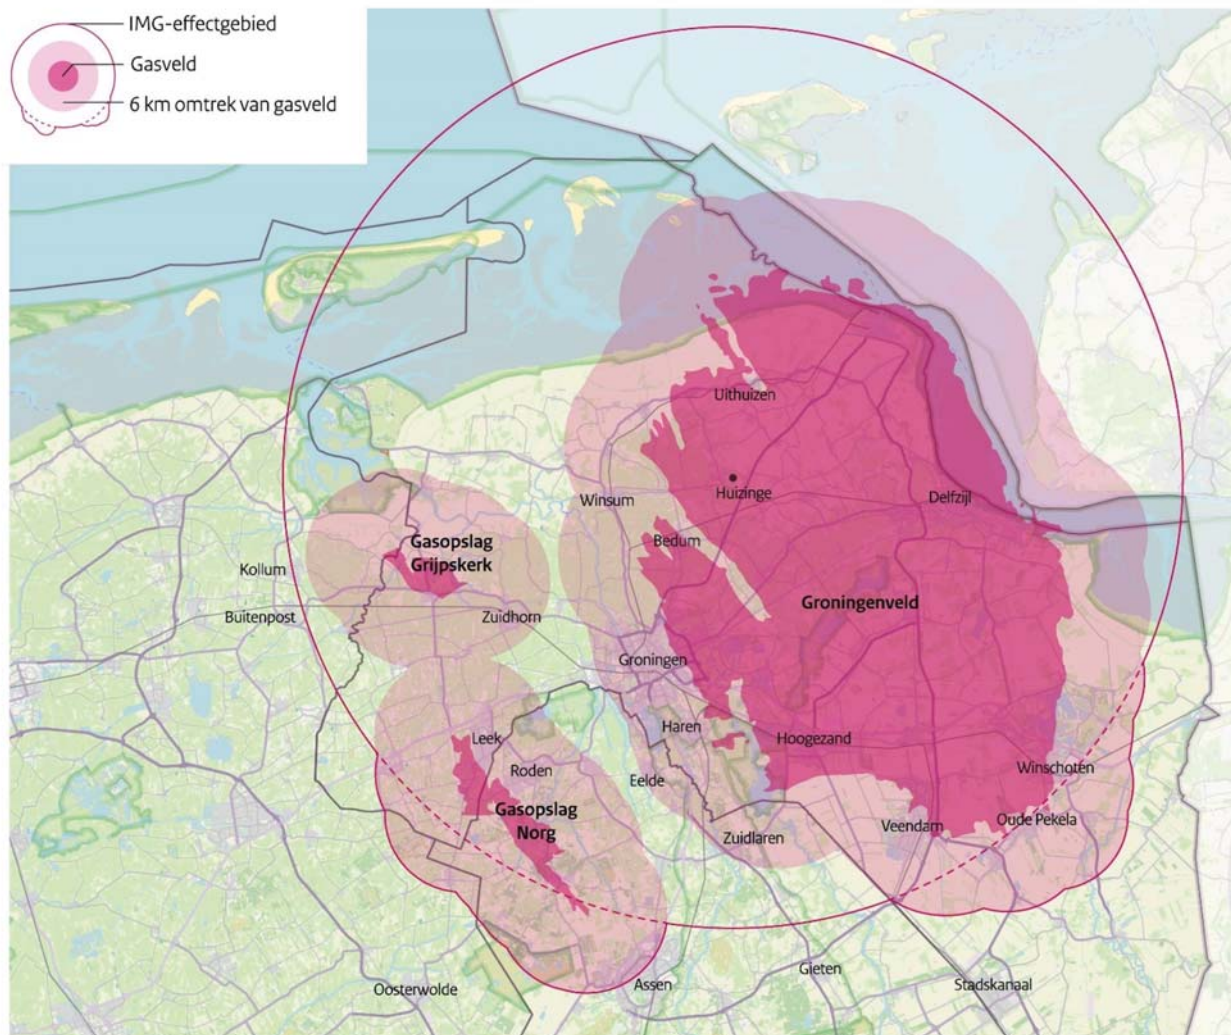 IMG-effectgebied
Gasveld
6 km omtrek van gasveld
Uithuizen
Winsum
Huizinge
Delfzijl
Bedum
Gasopslag
Grijpskerk
Kollum
Buitenpost
Zuidhorn
Groningenveld
Groningen
Haren
Hoogezand
Leek
Roden
Eelde
Winschoten
Gasopslag
Norg
Zuidlaren
Veendam
Oude Pekela
Gieten
Assen
Oosterwolde
Stadskanaal